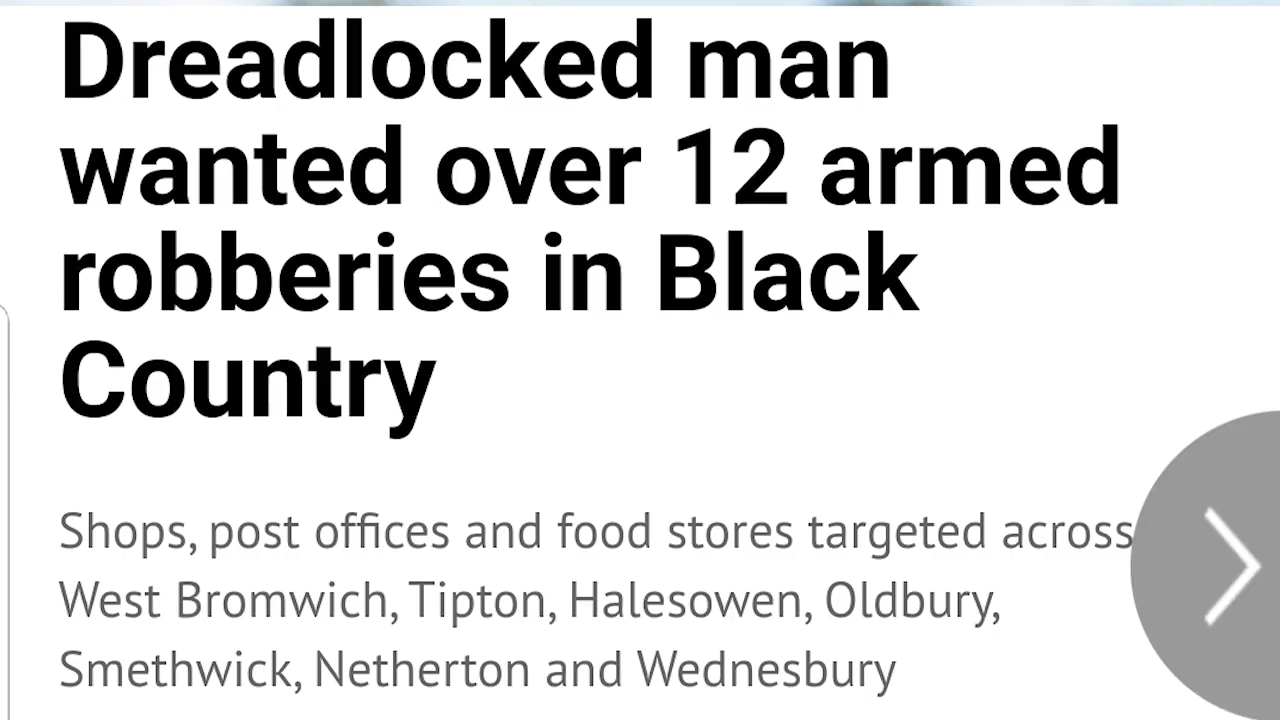 Dreadlocked man
wanted over 12 armed
robberies in Black
Country
Shops, post offices and food stores targeted across
West Bromwich, Tipton, Halesowen, Oldbury,
Smethwick, Netherton and Wednesbury